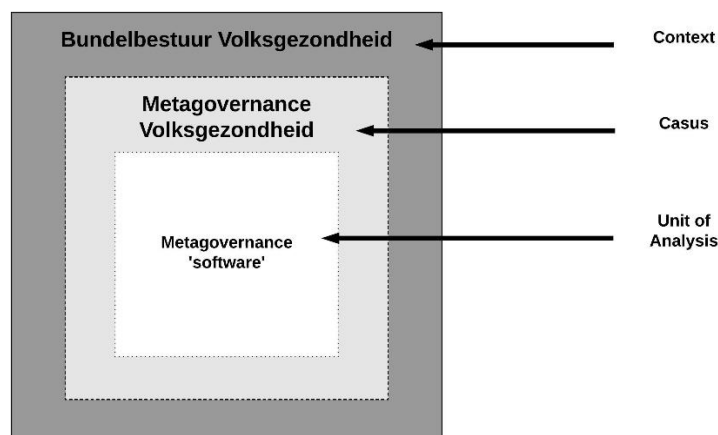 Bundelbestuur Volksgezondheid
Context
Metagovernance
Volksgezondheid
Casus
Metagovernance
'software'
Unit of
Analysis